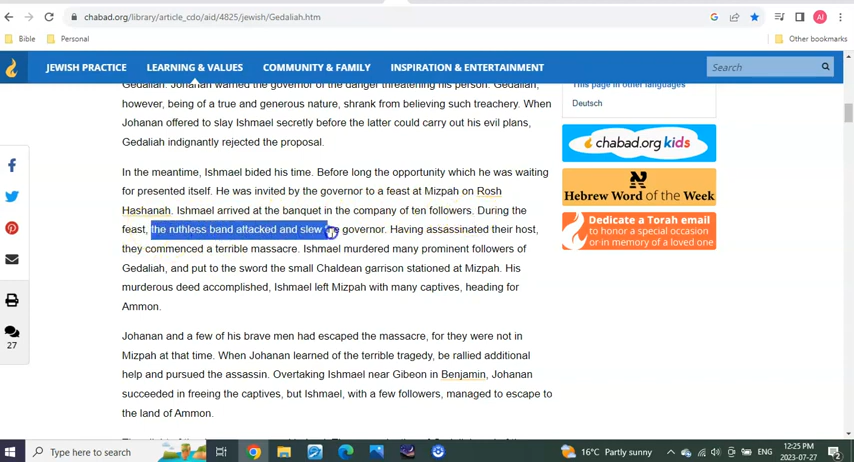 chabad.org/library/article_cdo/aid/4825/jewish/Gedaliah.htm
AI
Bible
Personal
Other bookmarks
JEWISH PRACTICE
LEARNING & VALUES
COMMUNITY & FAMILY
INSPIRATION & ENTERTAINMENT
Search
Gedaliah. Johanan warned the governor of the danger threatening his person. Gedaliah,
however, being of a true and generous nature, shrank from believing such treachery. When
Johanan offered to slay Ishmael secretly before the latter could carry out his evil plans,
Gedaliah indignantly rejected the proposal.
In the meantime, Ishmael bided his time. Before long the opportunity which he was waiting
for presented itself. He was invited by the governor to a feast at Mizpah on Rosh
Hashanah. Ishmael arrived at the banquet in the company of ten followers. During the
feast, the ruthless band attacked and slew the governor. Having assassinated their host,
they commenced a terrible massacre. Ishmael murdered many prominent followers of
Gedaliah, and put to the sword the small Chaldean garrison stationed at Mizpah. His
murderous deed accomplished, Ishmael left Mizpah with many captives, heading for
Ammon.
Johanan and a few of his brave men had escaped the massacre, for they were not in
Mizpah at that time. When Johanan learned of the terrible tragedy, be rallied additional
help and pursued the assassin. Overtaking Ishmael near Gibeon in Benjamin, Johanan
succeeded in freeing the captives, but Ishmael, with a few followers, managed to escape to
the land of Ammon.
27
This page in other languages
Deutsch
chabad.org kids
Hebrew Word of the Week
Dedicate a Torah email
to honor a special occasion
or in memory of a loved one
Type here to search
16°C Partly sunny
ENG
12:25 PM
2023-07-27
2